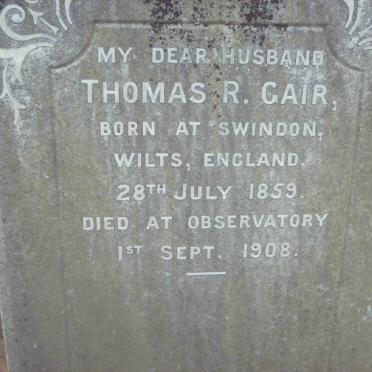 MY DEAR HUSBAND
THOMAS R. GAIR,
BORN AT SWINDON,
WILTS, ENGLAND.
28TH JULY 1859.
DIED AT OBSERVATORY
1ST SEPT. 1908.